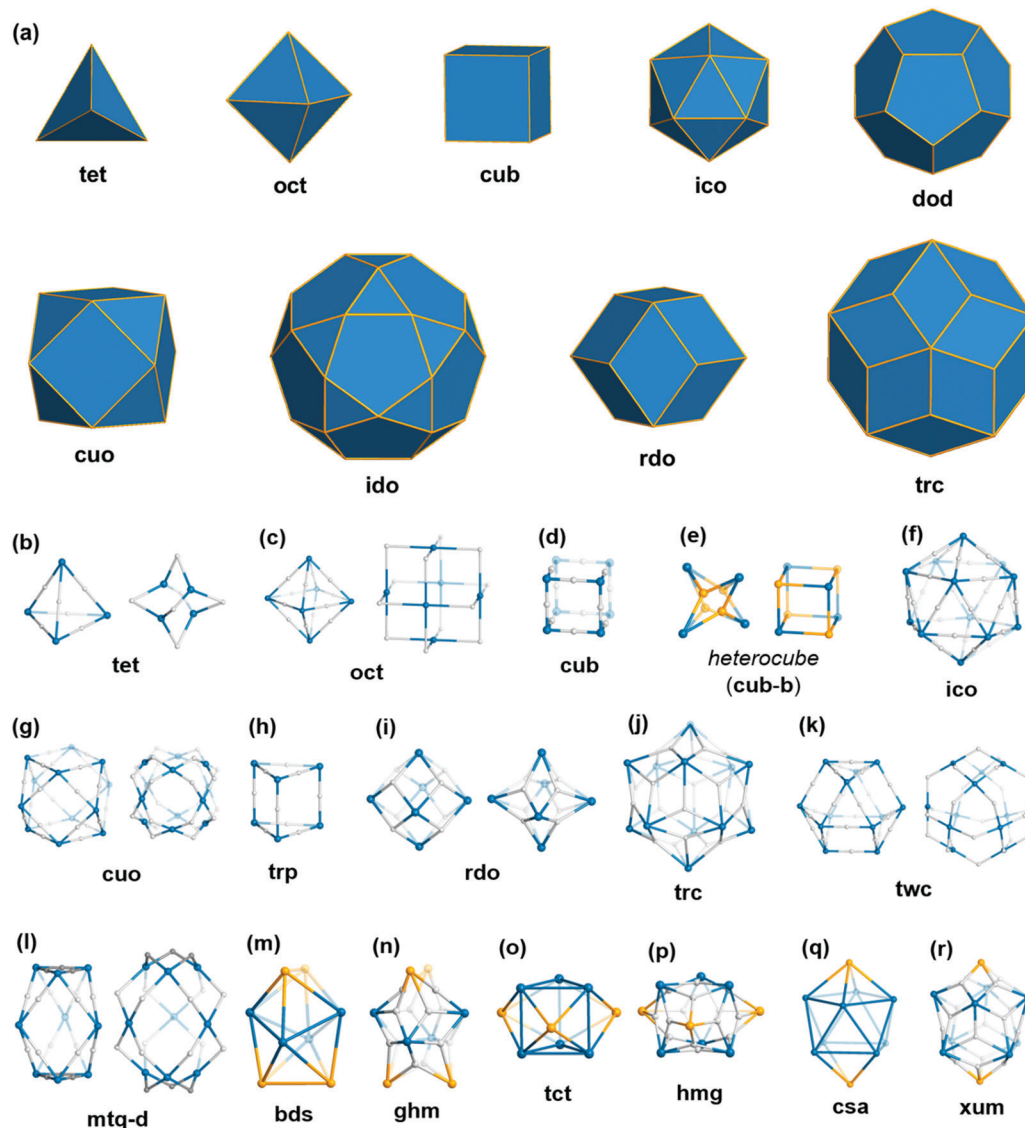 (a)
tet
oct
cub
ico
dod
cuo
ido
rdo
trc
(b)
(c)
(d)
(e)
(f)
tet
oct
cub
heterocube
(cub-b)
ico
(g)
(h)
(i)
(j)
(k)
cuo
trp
rdo
trc
twc
(l)
(m)
(n)
(o)
(p)
(q)
(r)
mtq-d
bds
ghm
tct
hmg
csa
xum